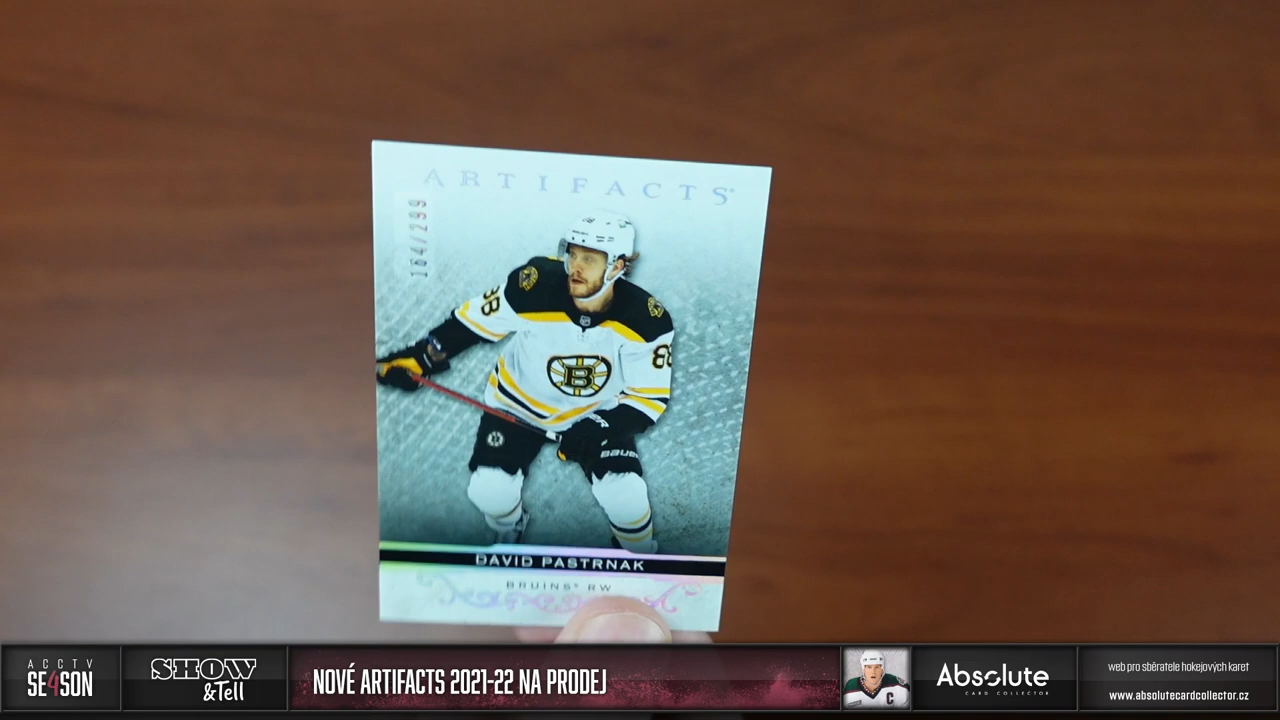 ARTIFACTS
164/299
88
88
B
BAUER
DAVID PASTRNAK
BRUINS RW
ACCTV
SE4SON
SHOW
&Tell
NOVÉ ARTIFACTS 2021-22 NA PRODEJ
C
Absolute
CARD COLLECTOR
web pro sběratele hokejových karet
www.absolutecardcollector.cz